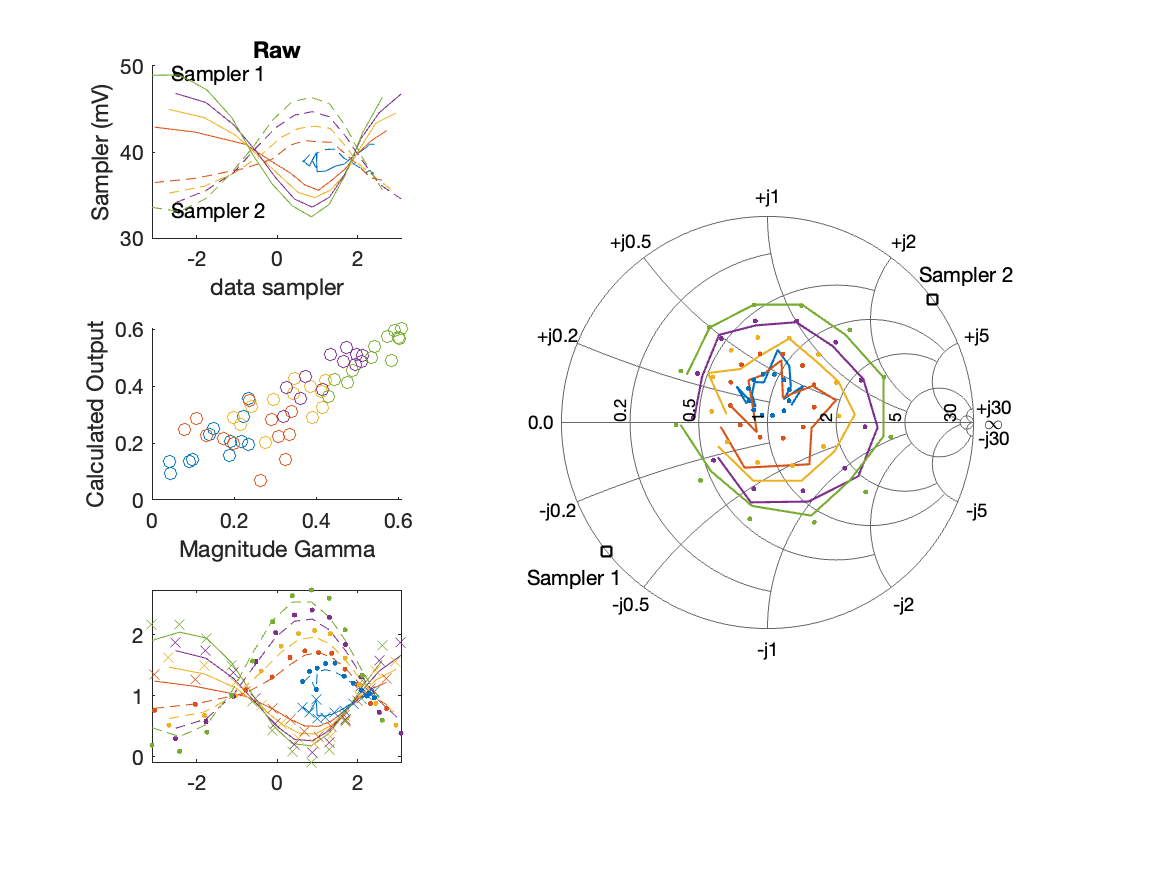 Raw
50
40
30
Sampler (mV)
Sampler 1
Sampler 2
-2 0 2
data sampler
0.6
0.4
0.2
0
Calculated Output
0 0.2 0.4 0.6
Magnitude Gamma
2
1
0
-2 0 2
+j1
+j0.5
+j2
Sampler 2
+j0.2
+j5
0.0
0.2
0.5
1
2
5
30
+j30
∞
-j30
-j0.2
-j5
Sampler 1
-j0.5
-j2
-j1